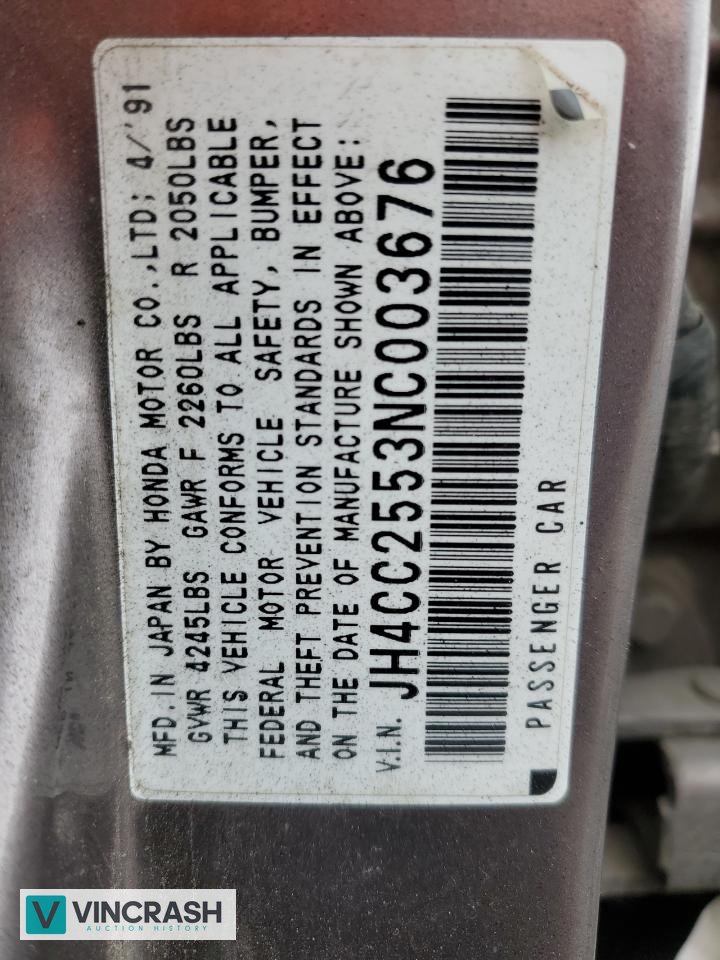 MFD. IN JAPAN BY HONDA MOTOR CO.,LTD; 4/'91
GVWR 4245LBS GAWR F 2260LBS R 2050LBS
THIS VEHICLE CONFORMS TO ALL APPLICABLE
FEDERAL MOTOR VEHICLE SAFETY, BUMPER,
AND THEFT PREVENTION STANDARDS IN EFFECT
ON THE DATE OF MANUFACTURE SHOWN ABOVE:
V.I.N. JH4CC2553NC003676
PASSENGER CAR
V VINCRASH
AUCTION HISTORY